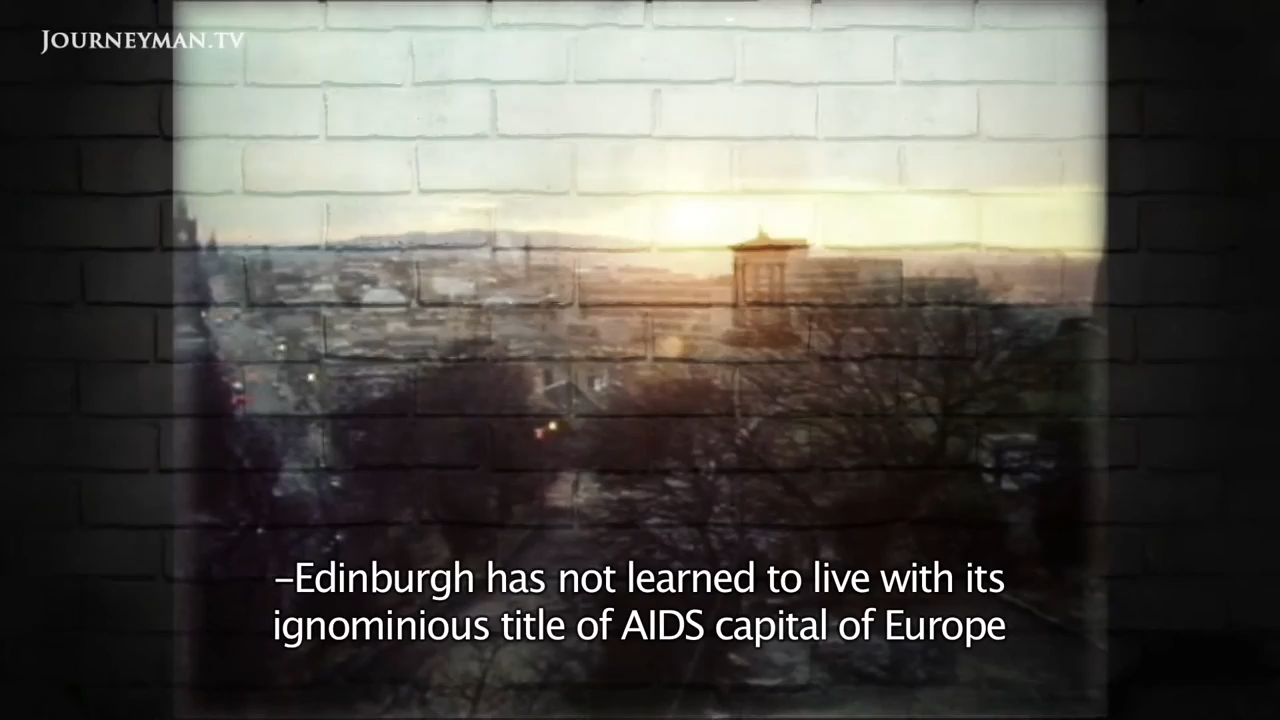 JOURNEYMAN.TV
–Edinburgh has not learned to live with its
ignominious title of AIDS capital of Europe